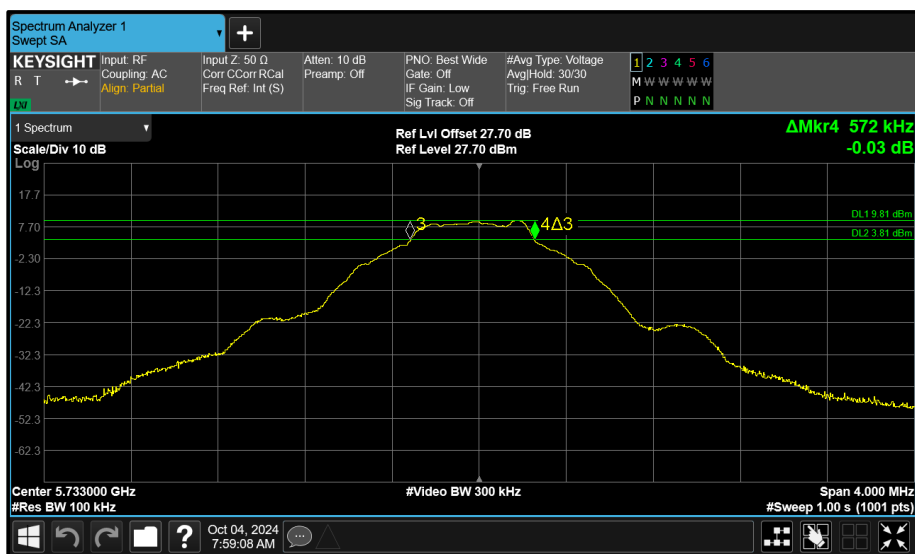 Spectrum Analyzer 1
Swept SA
▼
+
KEYSIGHT
R T
LXI
Input: RF
Coupling: AC
Align: Partial
Input Z: 50 Ω
Corr CCorr RCal
Freq Ref: Int (S)
Atten: 10 dB
Preamp: Off
PNO: Best Wide
Gate: Off
IF Gain: Low
Sig Track: Off
#Avg Type: Voltage
Avg|Hold: 30/30
Trig: Free Run
1 2 3 4 5 6
M W W W W W
P N N N N N
1 Spectrum ▼
Scale/Div 10 dB
Log
Ref Lvl Offset 27.70 dB
Ref Level 27.70 dBm
ΔMkr4 572 kHz
-0.03 dB
17.7
7.70
-2.30
-12.3
-22.3
-32.3
-42.3
-52.3
-62.3
3
4Δ3
DL1 9.81 dBm
DL2 3.81 dBm
Center 5.733000 GHz
#Res BW 100 kHz
#Video BW 300 kHz
Span 4.000 MHz
#Sweep 1.00 s (1001 pts)
?
Oct 04, 2024
7:59:08 AM